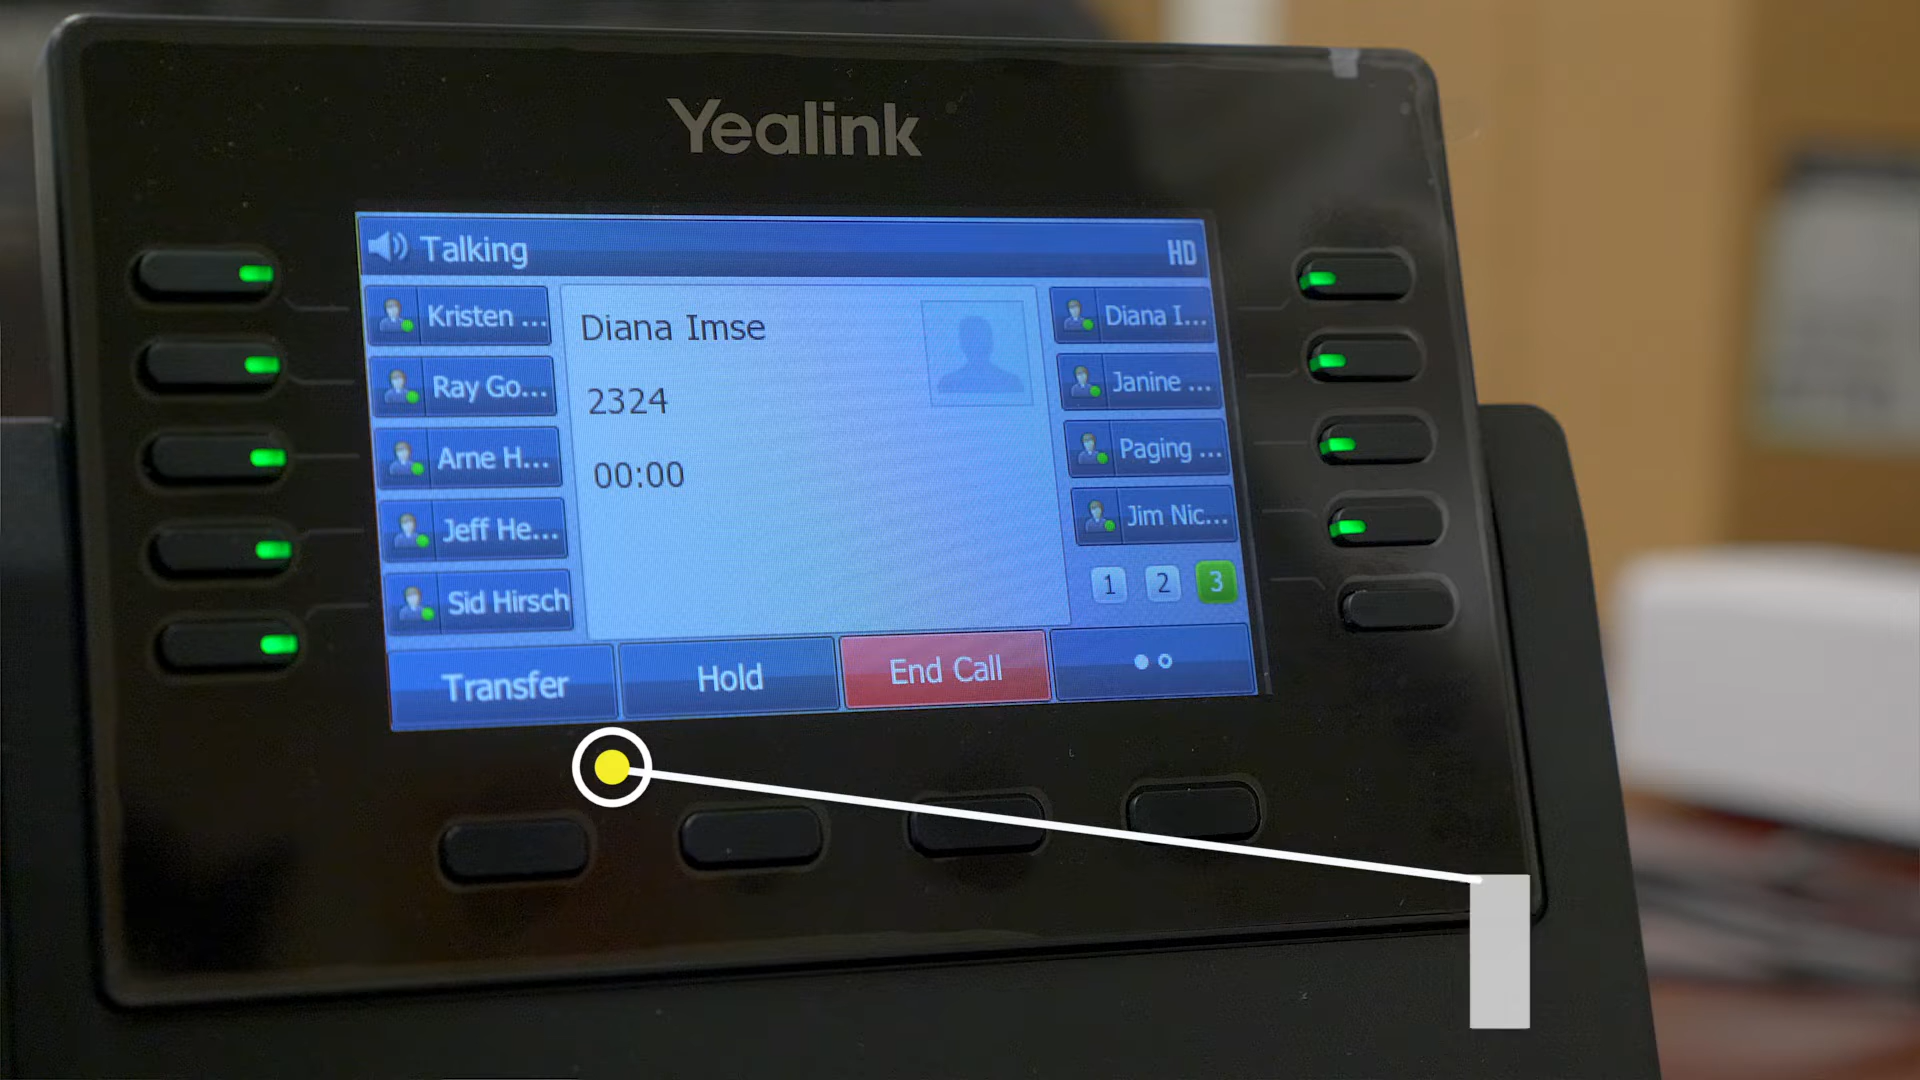 Yealink
Talking
HD
Kristen ...
Ray Go...
Arne H...
Jeff He...
Sid Hirsch
Diana Imse
2324
00:00
Diana I...
Janine ...
Paging ...
Jim Nic...
1 2 3
Transfer
Hold
End Call